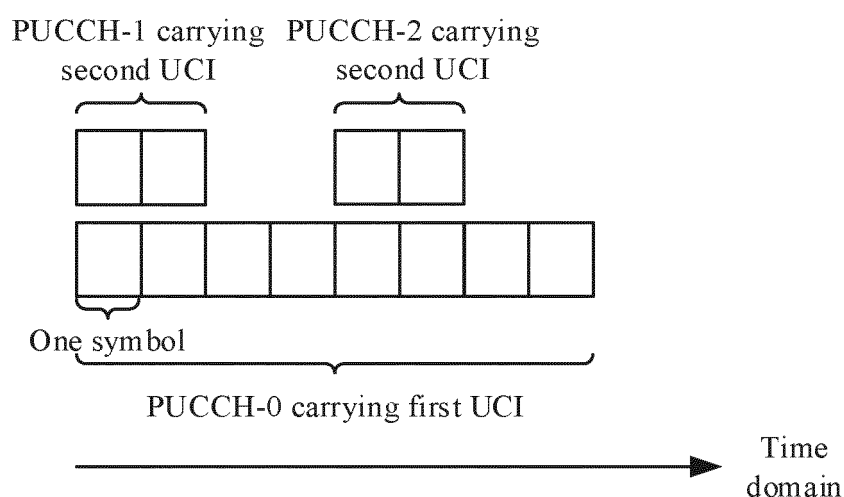 PUCCH-1 carrying
second UCI
PUCCH-2 carrying
second UCI
One symbol
PUCCH-0 carrying first UCI
Time
domain